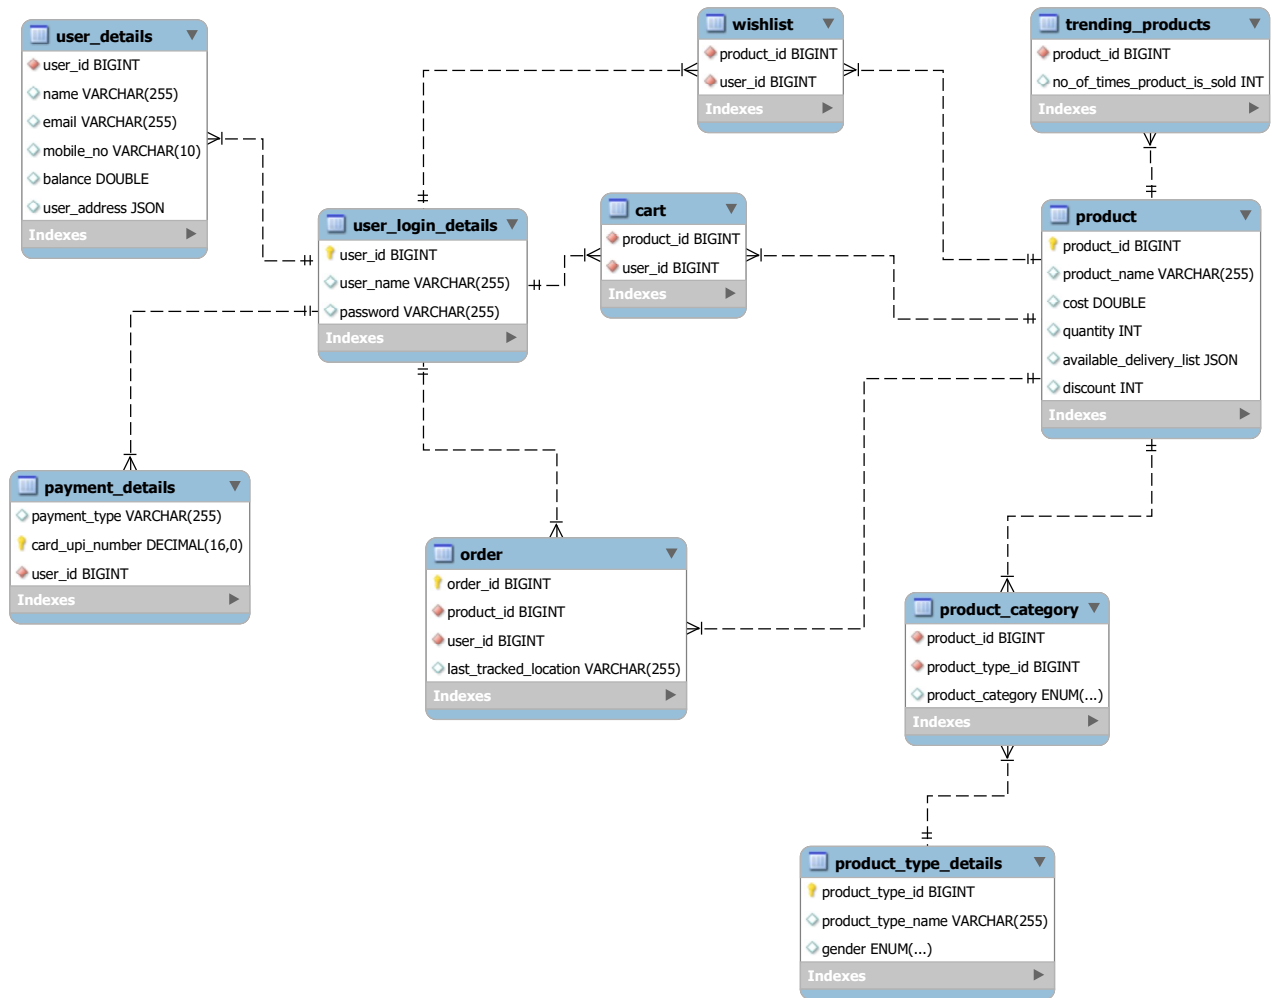 user_details
user_id BIGINT
name VARCHAR(255)
email VARCHAR(255)
mobile_no VARCHAR(10)
balance DOUBLE
user_address JSON
Indexes
wishlist
product_id BIGINT
user_id BIGINT
Indexes
trending_products
product_id BIGINT
no_of_times_product_is_sold INT
Indexes
user_login_details
user_id BIGINT
user_name VARCHAR(255)
password VARCHAR(255)
Indexes
cart
product_id BIGINT
user_id BIGINT
Indexes
product
product_id BIGINT
product_name VARCHAR(255)
cost DOUBLE
quantity INT
available_delivery_list JSON
discount INT
Indexes
payment_details
payment_type VARCHAR(255)
card_upi_number DECIMAL(16,0)
user_id BIGINT
Indexes
order
order_id BIGINT
product_id BIGINT
user_id BIGINT
last_tracked_location VARCHAR(255)
Indexes
product_category
product_id BIGINT
product_type_id BIGINT
product_category ENUM(...)
Indexes
product_type_details
product_type_id BIGINT
product_type_name VARCHAR(255)
gender ENUM(...)
Indexes